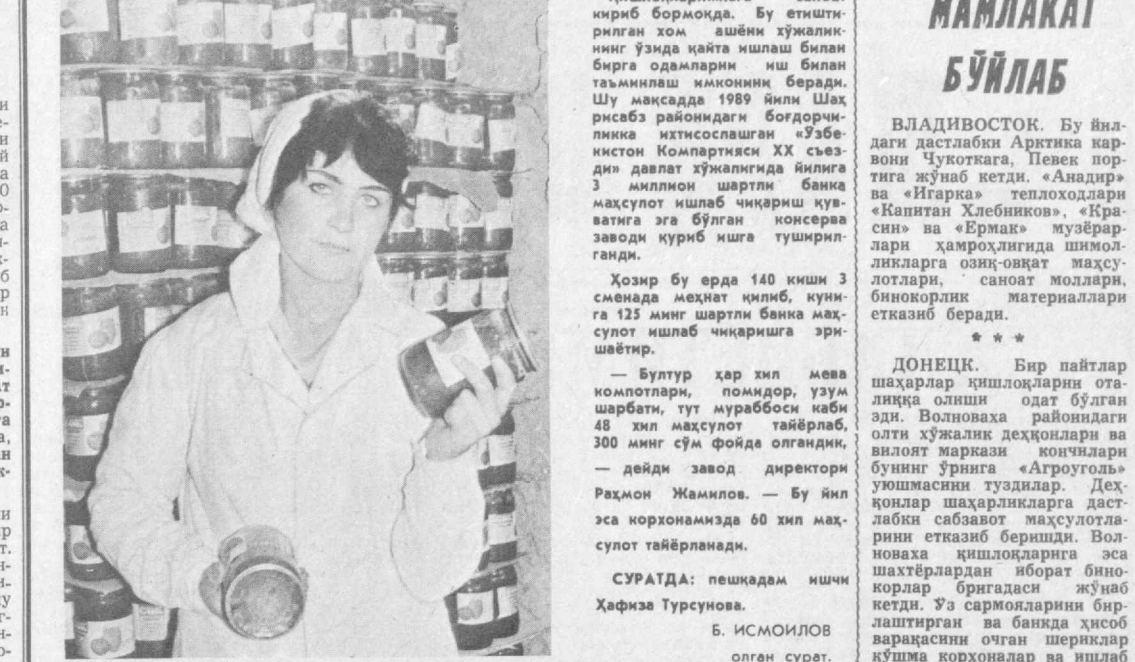 кириб бормоқда. Бу етишти-
рилган хом ашёни хўжалик-
нинг ўзида қайта ишлаш билан
бирга одамларни иш билан
таъминлаш имконини беради.
Шу мақсадда 1989 йили Шаҳ
рисабз районидаги боғдорчи-
ликка ихтисослашган «Ўзбе-
кистон Компартияси XX съез-
ди» давлат хўжалигида йилига
3 миллион шартли банка
маҳсулот ишлаб чиқариш қув-
ватига эга бўлган консерва
заводи қуриб ишга туширил-
ганди.
Ҳозир бу ерда 140 киши 3
сменада меҳнат қилиб, куни-
га 125 минг шартли банка маҳ-
сулот ишлаб чиқаришга эри-
шаётир.
— Бултур ҳар хил мева
компотлари, помидор, узум
шарбати, тут мураббоси каби
48 хил маҳсулот тайёрлаб,
300 минг сўм фойда олгандик,
— дейди завод директори
Раҳмон Жамилов. — Бу йил
эса корхонамизда 60 хил маҳ-
сулот тайёрланади.
СУРАТДА: пешқадам ишчи
Ҳафиза Турсунова.
Б. ИСМОИЛОВ
олган сурат.
МАМЛАКАТ
БЎЙЛАБ
ВЛАДИВОСТОК. Бу йил-
даги дастлабки Арктика кар-
вони Чукоткага, Певек пор-
тига жўнаб кетди. «Анадир»
ва «Игарка» теплоходлари
«Капитан Хлебников», «Кра-
син» ва «Ермак» музёрар-
лари ҳамроҳлигида шимол-
ликларга озиқ-овқат маҳсу-
лотлари, саноат моллари,
бинокорлик материаллари
етказиб беради.
* * *
ДОНЕЦК. Бир пайтлар
шаҳарлар қишлоқларни ота-
лиққа олиши одат бўлган
эди. Волноваха районидаги
олти хўжалик деҳқонлари ва
вилоят маркази кончилари
бунинг ўрнига «Агроуголь»
уюшмасини туздилар. Деҳ-
қонлар шаҳарликларга даст-
лабки сабзавот маҳсулотла-
рини етказиб беришди. Вол-
новаха қишлоқларига эса
шахтёрлардан иборат бино-
корлар бригадаси жўнаб
кетди. Ўз сармояларини бир-
лаштирган ва банкда ҳисоб
варақасини очган шериклар
қўшма корхоналар ва ишлаб